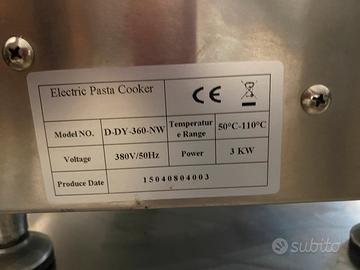 Electric Pasta Cooker
CE
Model NO. D-DY-360-NW Temperatur e Range 50°C-110°C
Voltage 380V/50Hz Power 3 KW
Produce Date 15040804003
subito